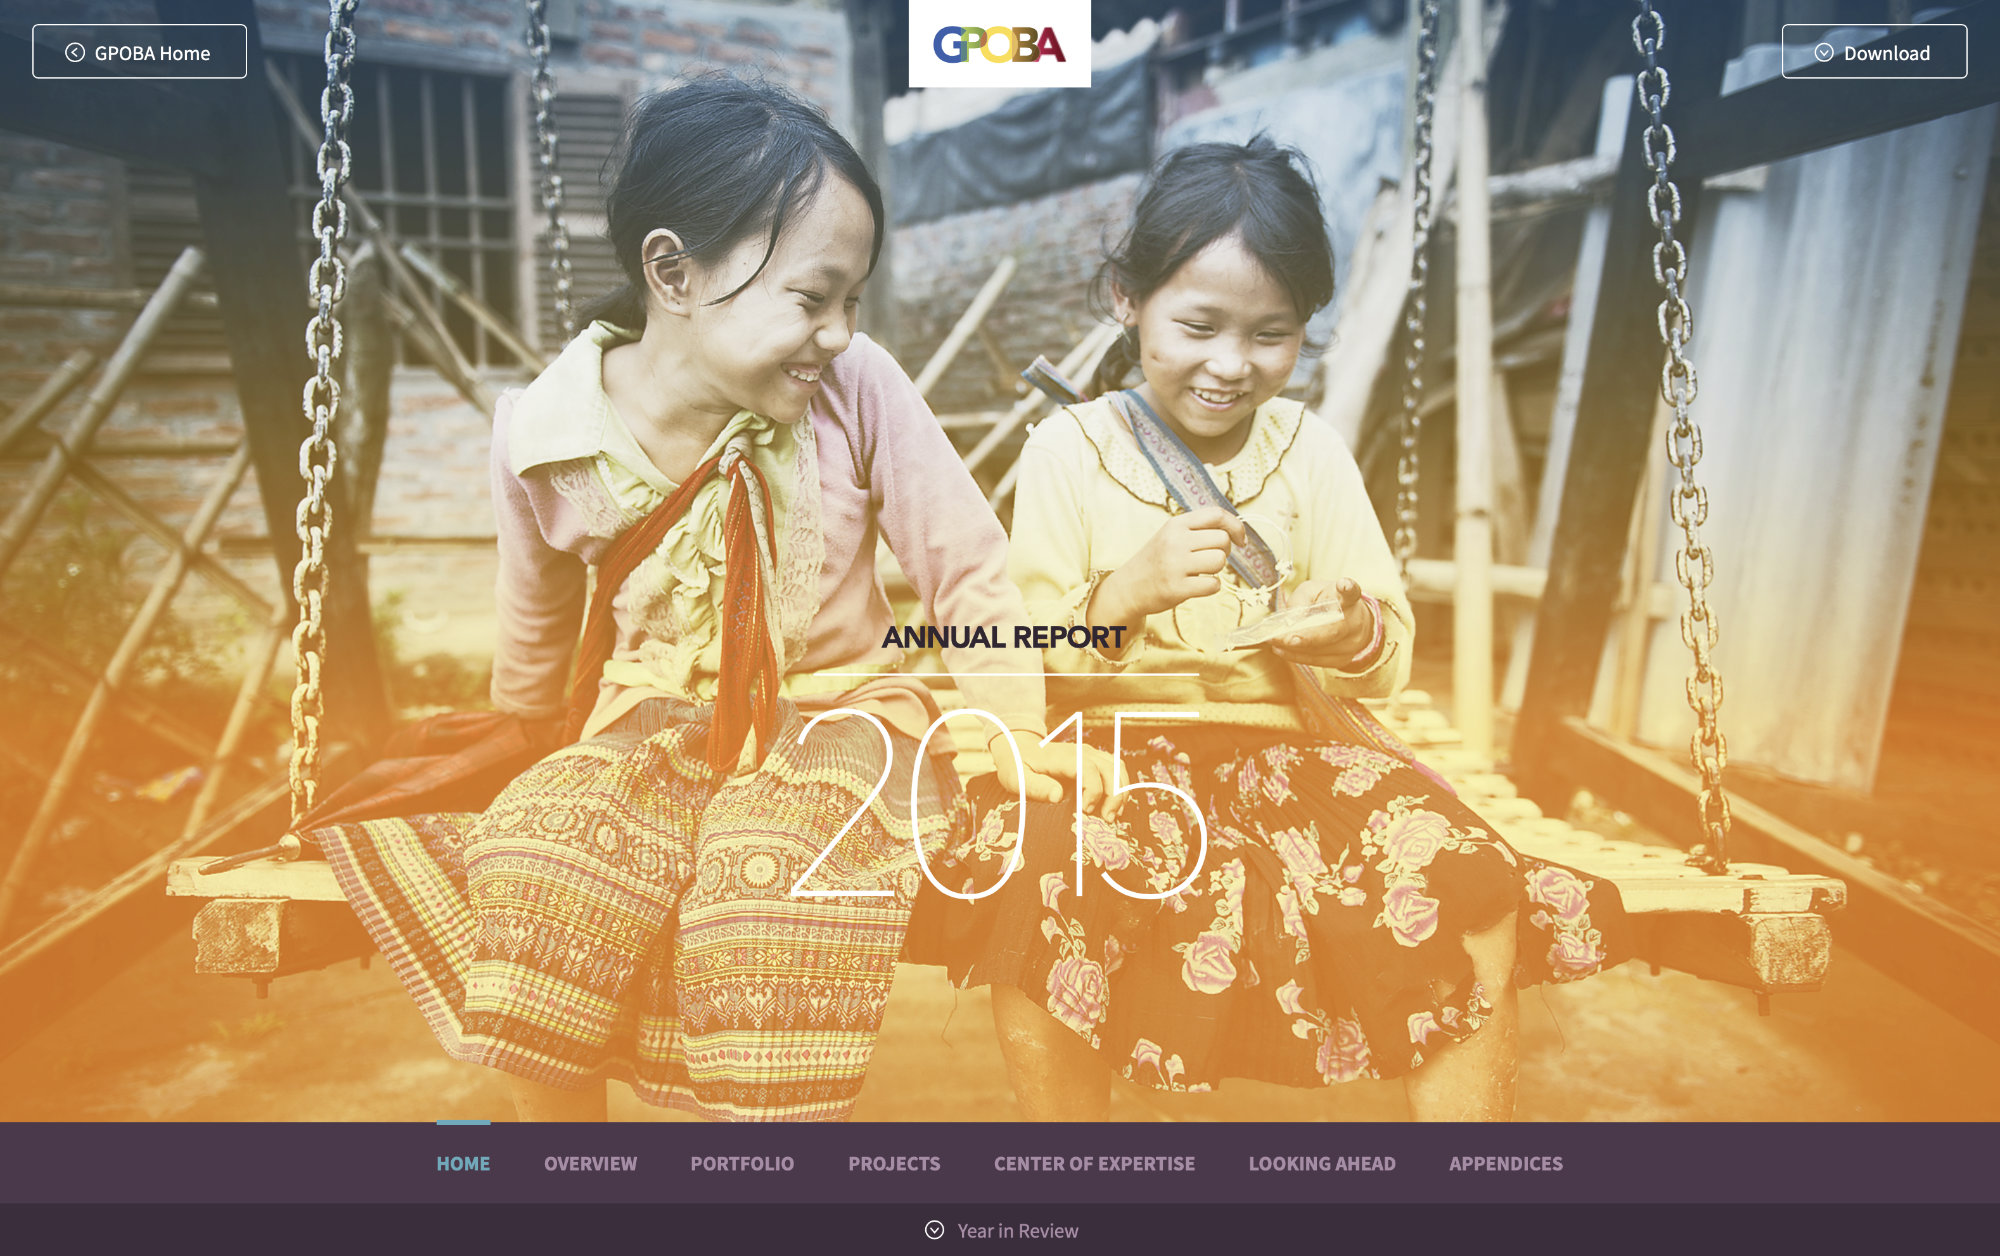 GPOBA Home
GPOBA
Download
ANNUAL REPORT
2015
HOME
OVERVIEW
PORTFOLIO
PROJECTS
CENTER OF EXPERTISE
LOOKING AHEAD
APPENDICES
Year in Review